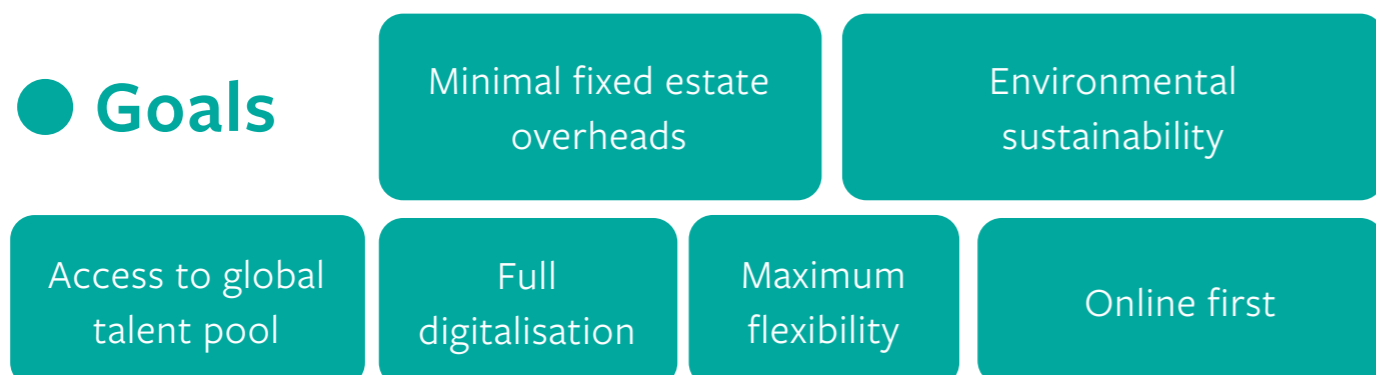 Goals
Minimal fixed estate
overheads
Environmental
sustainability
Access to global
talent pool
Full
digitalisation
Maximum
flexibility
Online first